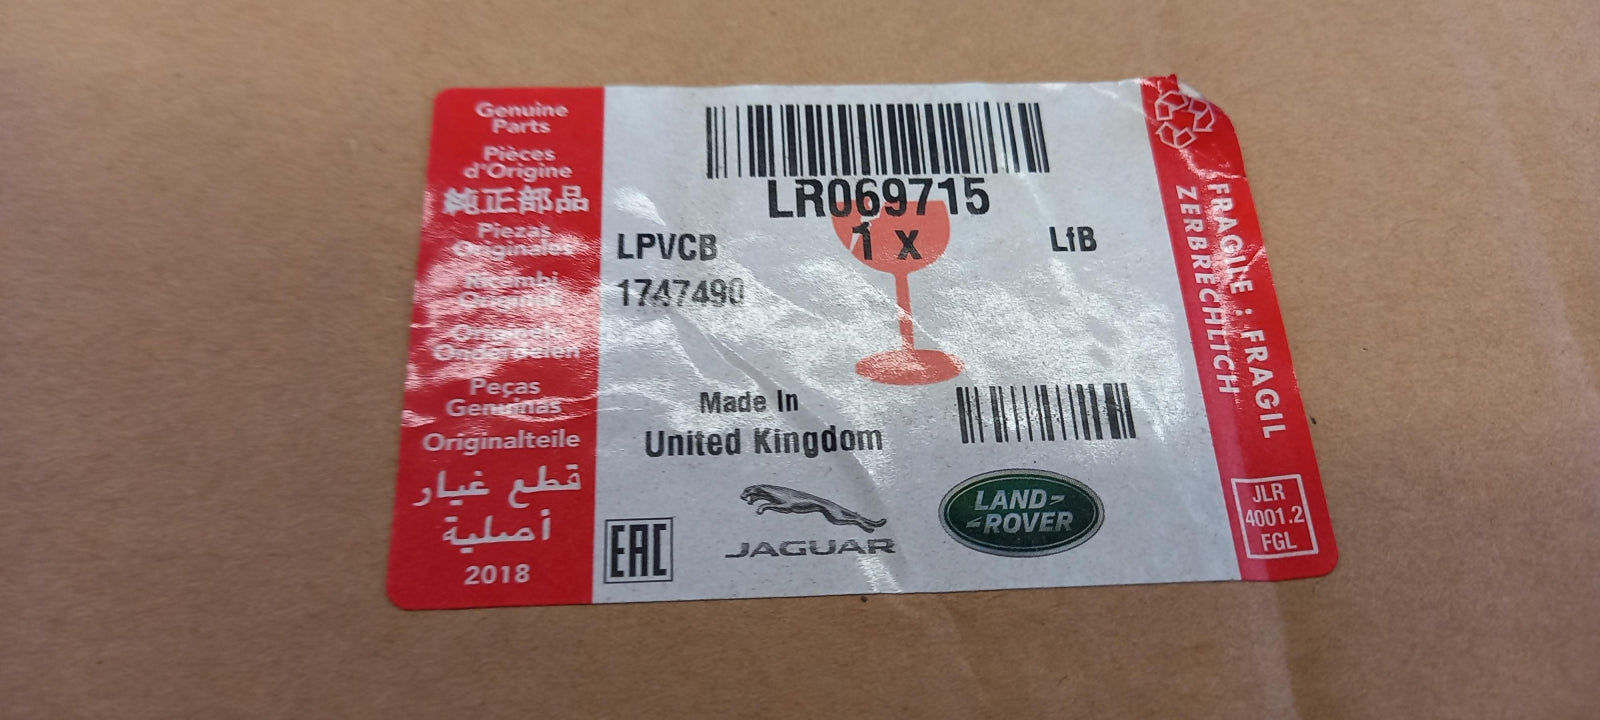 Genuine
Parts
Pièces
d'Origine
純正部品
Piezas
Originales
Ricambi
Originali
Originele
Onderdelen
Peças
Genuínas
Originalteile
قطع غيار
أصلية
2018
LR069715
LPVCB
1 x
LfB
1747490
Made In
United Kingdom
EAC
JAGUAR
LAND-
-ROVER
FRAGILE : FRAGIL
ZERBRECHLICH
JLR
4001.2
FGL